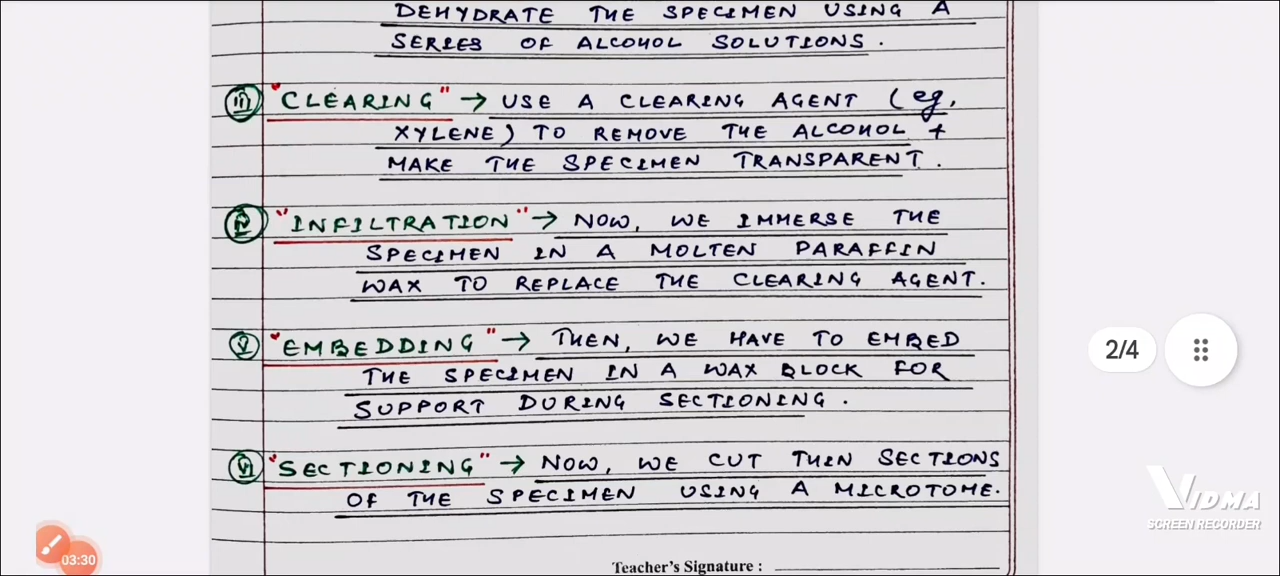 DEHYDRATE THE SPECIMEN USING A
SERIES OF ALCOHOL SOLUTIONS.
III "CLEARING" → USE A CLEARING AGENT (eg,
XYLENE) TO REMOVE THE ALCOHOL +
MAKE THE SPECIMEN TRANSPARENT.
IV "INFILTRATION" → NOW, WE IMMERSE THE
SPECIMEN IN A MOLTEN PARAFFIN
WAX TO REPLACE THE CLEARING AGENT.
V "EMBEDDING" → THEN, WE HAVE TO EMBED
THE SPECIMEN IN A WAX BLOCK FOR
SUPPORT DURING SECTIONING.
VI "SECTIONING" → NOW, WE CUT THIN SECTIONS
OF THE SPECIMEN USING A MICROTOME.
Teacher's Signature :
2/4
VIDMA
SCREEN RECORDER
03:30